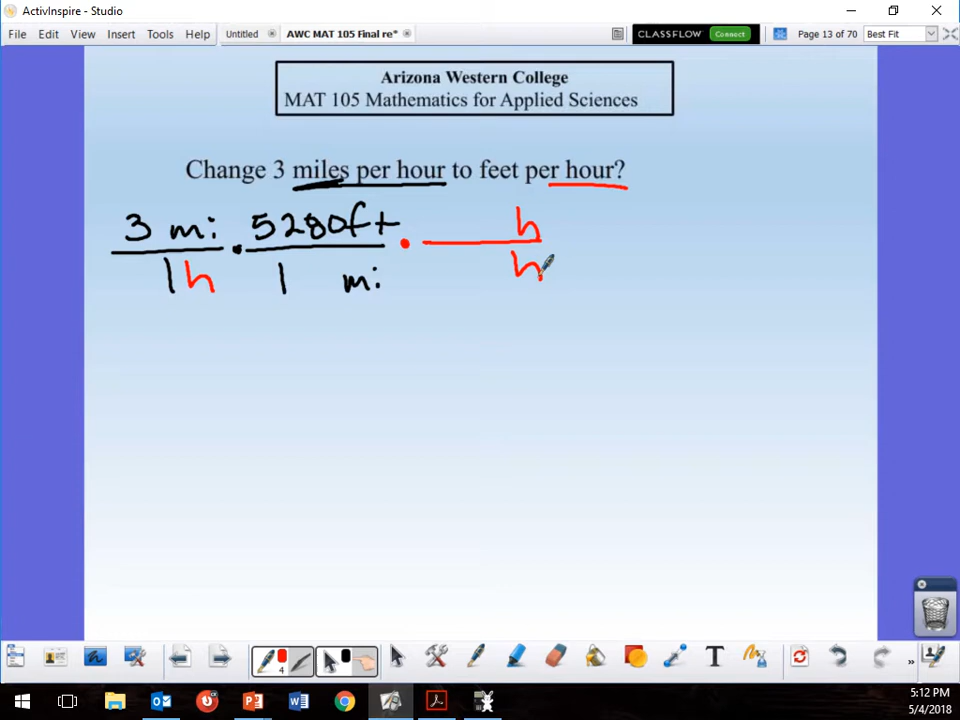 ActivInspire - Studio
File Edit View Insert Tools Help Untitled AWC MAT 105 Final re* CLASSFLOW Connect Page 13 of 70 Best Fit
Arizona Western College
MAT 105 Mathematics for Applied Sciences
Change 3 miles per hour to feet per hour?
3 mi 5280ft h
1h · 1 mi · h
4
T
»
5:12 PM
5/4/2018